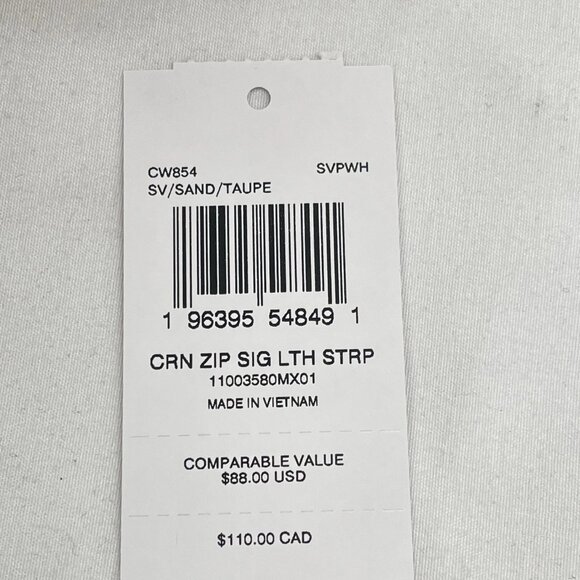 CW854 SVPWH
SV/SAND/TAUPE
1 96395 54849 1
CRN ZIP SIG LTH STRP
11003580MX01
MADE IN VIETNAM
COMPARABLE VALUE
$88.00 USD
$110.00 CAD